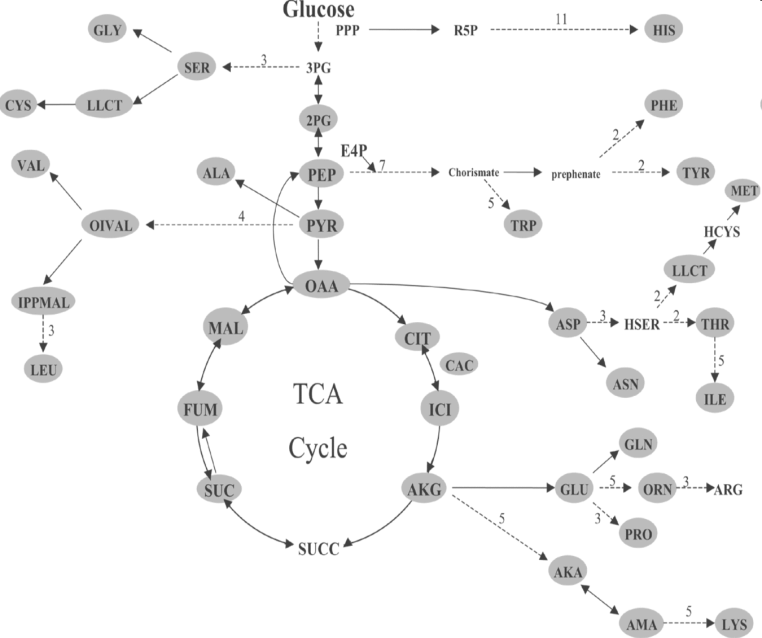 Glucose
GLY
PPP
R5P
11
HIS
SER
3
3PG
CYS
LLCT
2PG
PHE
2
E4P
VAL
ALA
PEP
7
Chorismate
prephenate
2
TYR
MET
5
OIVAL
4
PYR
TRP
HCYS
LLCT
OAA
IPPMAL
2
3
MAL
CIT
ASP
3
HSER
2
THR
LEU
CAC
5
ASN
TCA
ILE
FUM
ICI
Cycle
GLN
SUC
AKG
GLU
5
ORN
3
ARG
5
3
PRO
SUCC
AKA
5
AMA
LYS